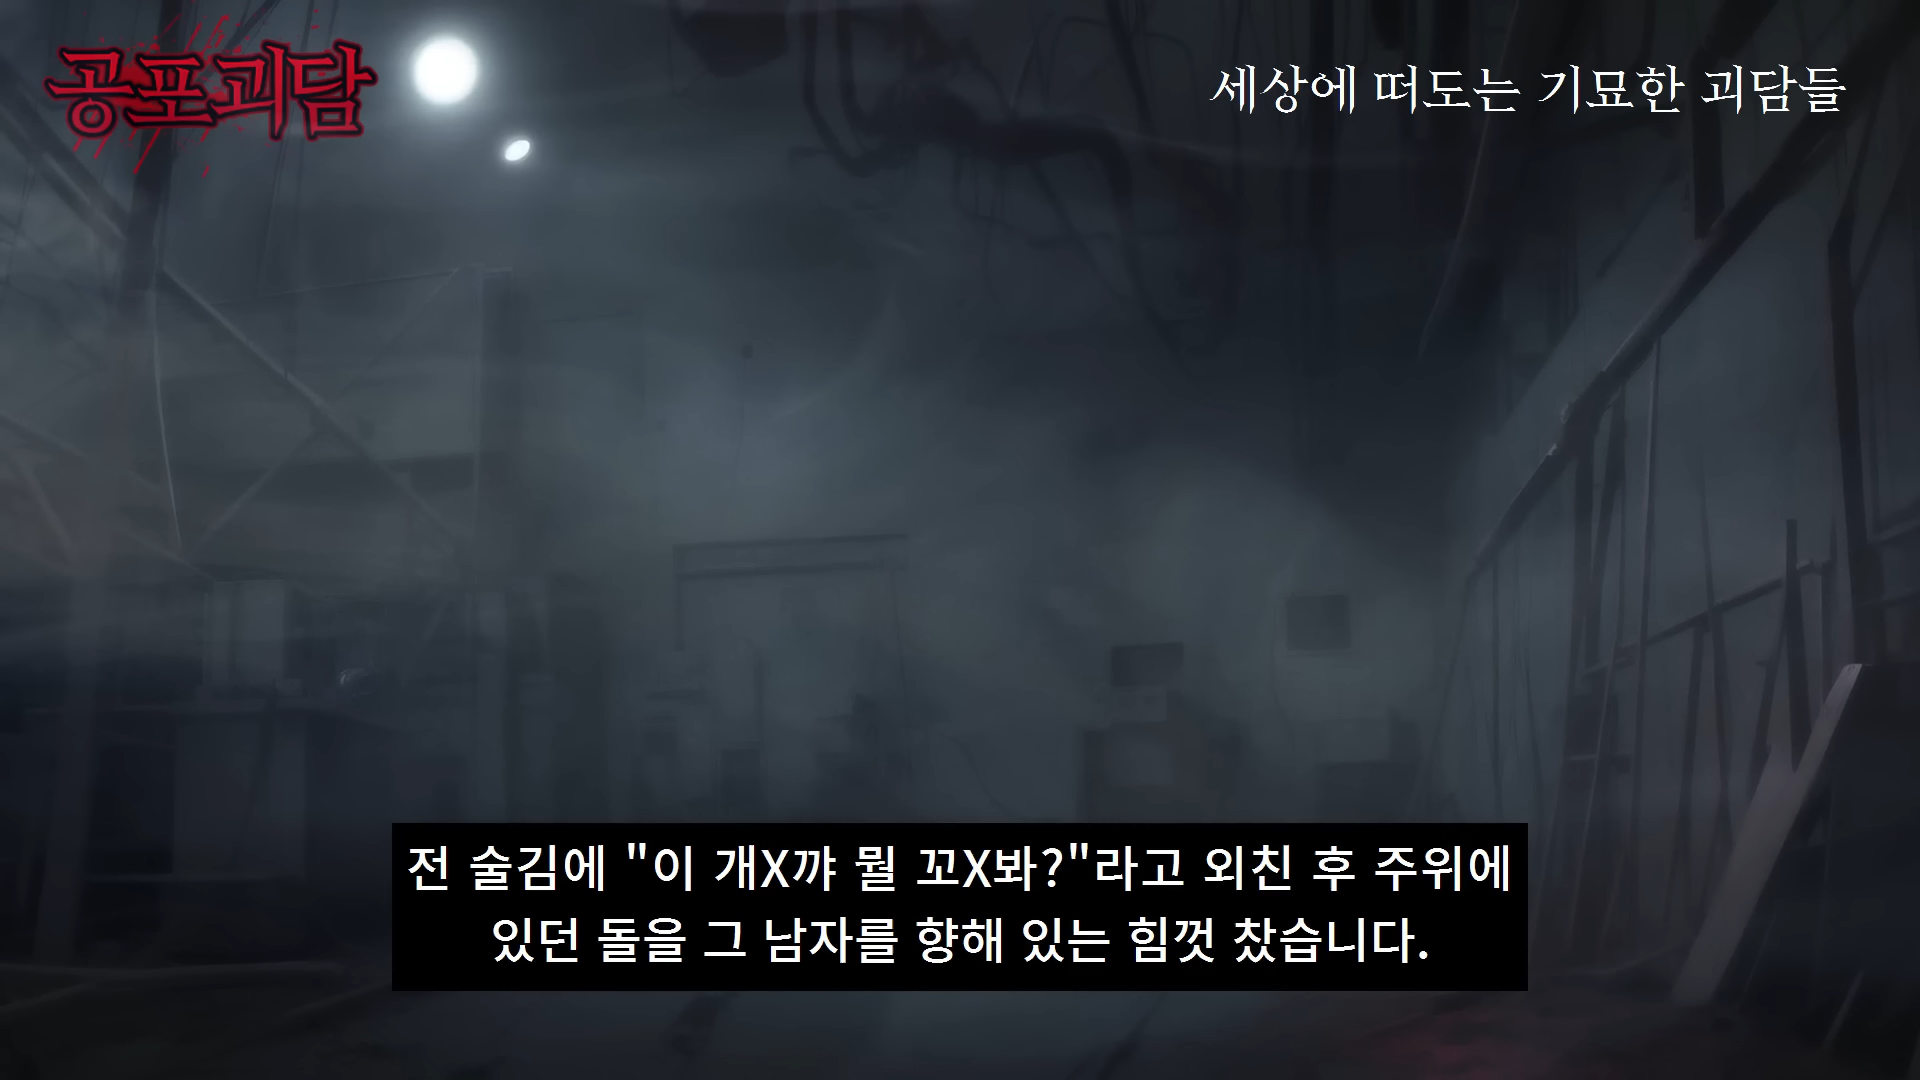 공포괴담
세상에 떠도는 기묘한 괴담들
전 술김에 "이 개X꺄 뭘 꼬X봐?"라고 외친 후 주위에
있던 돌을 그 남자를 향해 있는 힘껏 찼습니다.